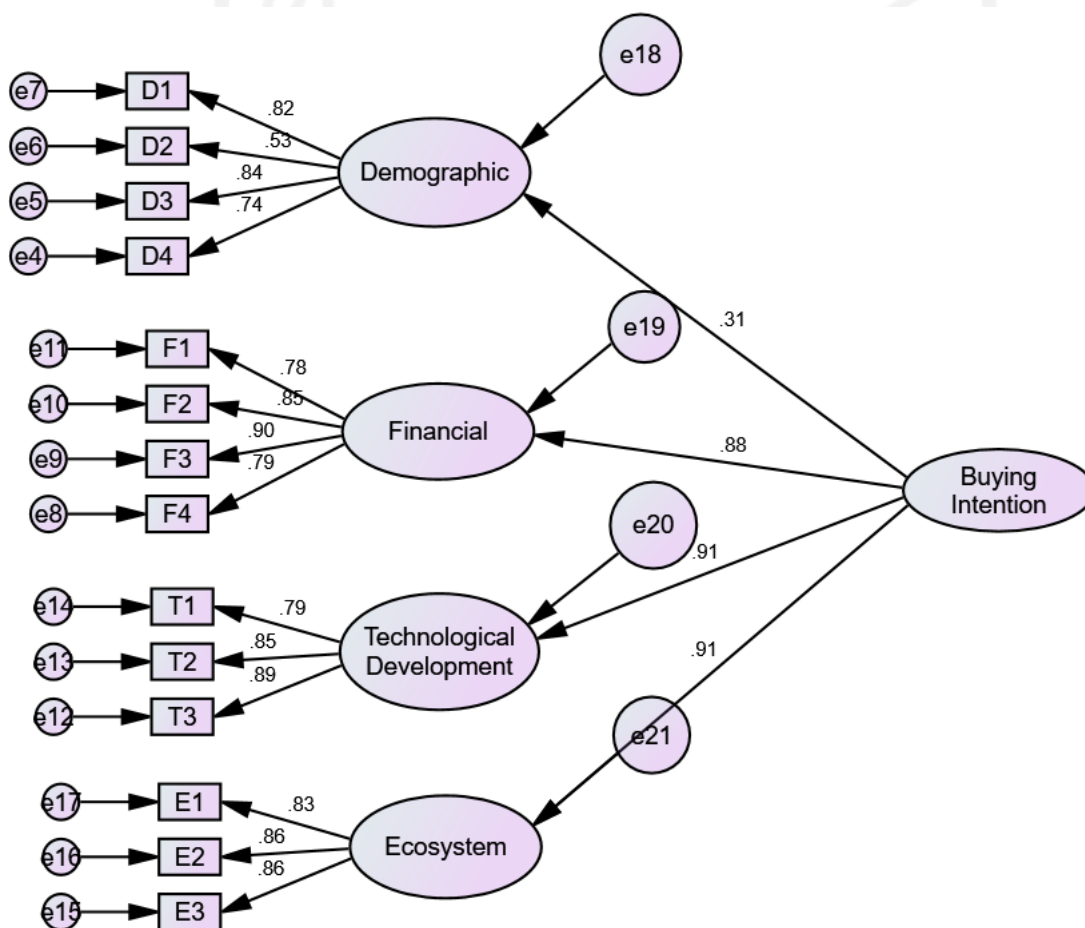 e18
e7
D1
.82
e6
D2
.53
Demographic
e5
D3
.84
e4
D4
.74
e19
.31
e11
F1
.78
e10
F2
.85
Financial
e9
F3
.90
e8
F4
.79
.88
Buying
Intention
e20
.91
e14
T1
.79
e13
T2
.85
Technological
Development
e12
T3
.89
.91
e21
e17
E1
.83
e16
E2
.86
Ecosystem
e15
E3
.86